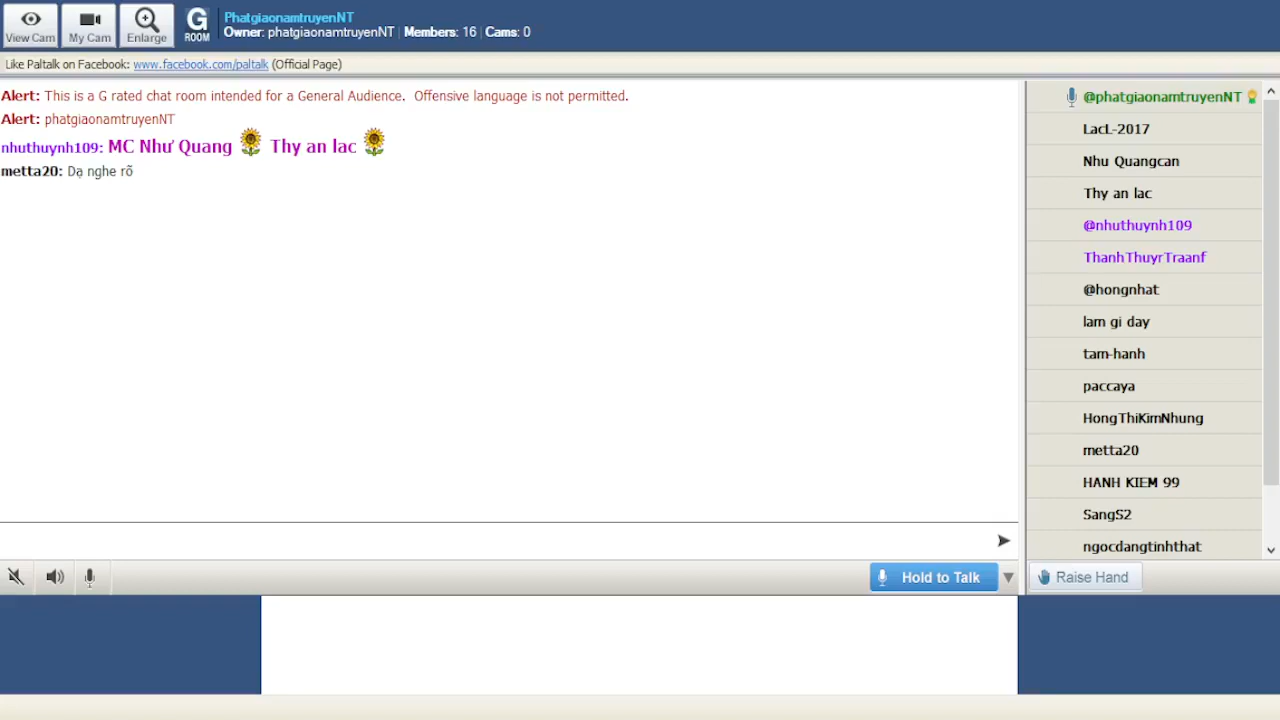 View Cam
My Cam
Enlarge
G
ROOM
PhatgiaonamtruyenNT
Owner: phatgiaonamtruyenNT | Members: 16 | Cams: 0
Like Paltalk on Facebook: www.facebook.com/paltalk (Official Page)
Alert: This is a G rated chat room intended for a General Audience. Offensive language is not permitted.
Alert: phatgiaonamtruyenNT
nhuthuynh109: MC Như Quang 🌻 Thy an lac 🌻
metta20: Dạ nghe rõ
@phatgiaonamtruyenNT
LacL-2017
Nhu Quangcan
Thy an lac
@nhuthuynh109
ThanhThuyrTraanf
@hongnhat
lam gi day
tam-hanh
paccaya
HongThiKimNhung
metta20
HANH KIEM 99
SangS2
ngocdangtinhthat
Hold to Talk
Raise Hand